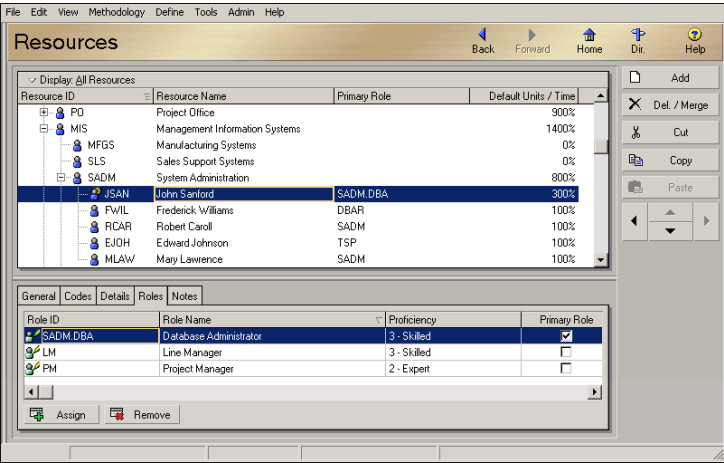 File Edit View Methodology Define Tools Admin Help
Resources
Back Forward Home Dir. Help
Display: All Resources
Resource ID Resource Name Primary Role Default Units / Time
PO Project Office 900%
MIS Management Information Systems 1400%
MFGS Manufacturing Systems 0%
SLS Sales Support Systems 0%
SADM System Administration 800%
JSAN John Sanford SADM.DBA 300%
FWIL Frederick Williams DBAR 100%
RCAR Robert Caroll SADM 100%
EJOH Edward Johnson TSP 100%
MLAW Mary Lawrence SADM 100%
Add
Del. / Merge
Cut
Copy
Paste
General Codes Details Roles Notes
Role ID Role Name Proficiency Primary Role
SADM.DBA Database Administrator 3 - Skilled
LM Line Manager 3 - Skilled
PM Project Manager 2 - Expert
Assign Remove